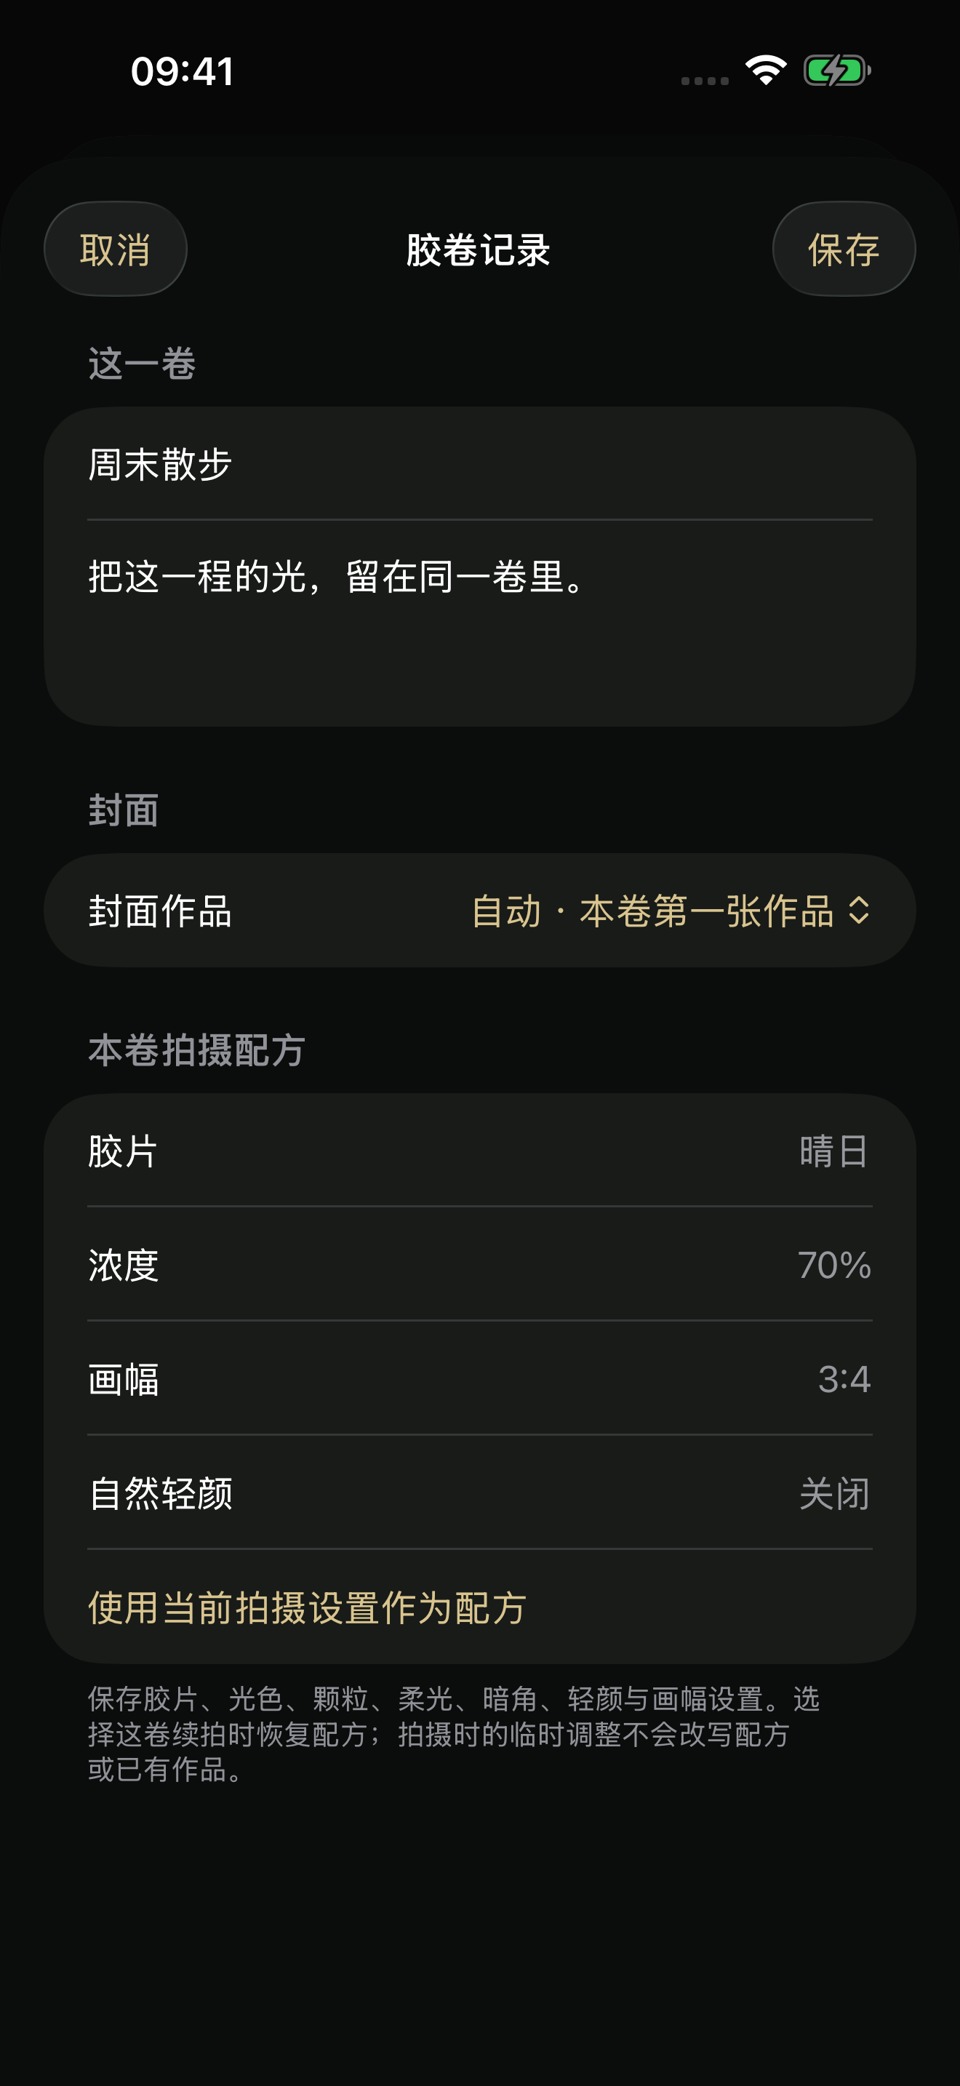 09:41
取消
胶卷记录
保存
这一卷
周末散步
把这一程的光，留在同一卷里。
封面
封面作品
自动 · 本卷第一张作品
本卷拍摄配方
胶片
晴日
浓度
70%
画幅
3:4
自然轻颜
关闭
使用当前拍摄设置作为配方
保存胶片、光色、颗粒、柔光、暗角、轻颜与画幅设置。选
择这卷续拍时恢复配方；拍摄时的临时调整不会改写配方
或已有作品。